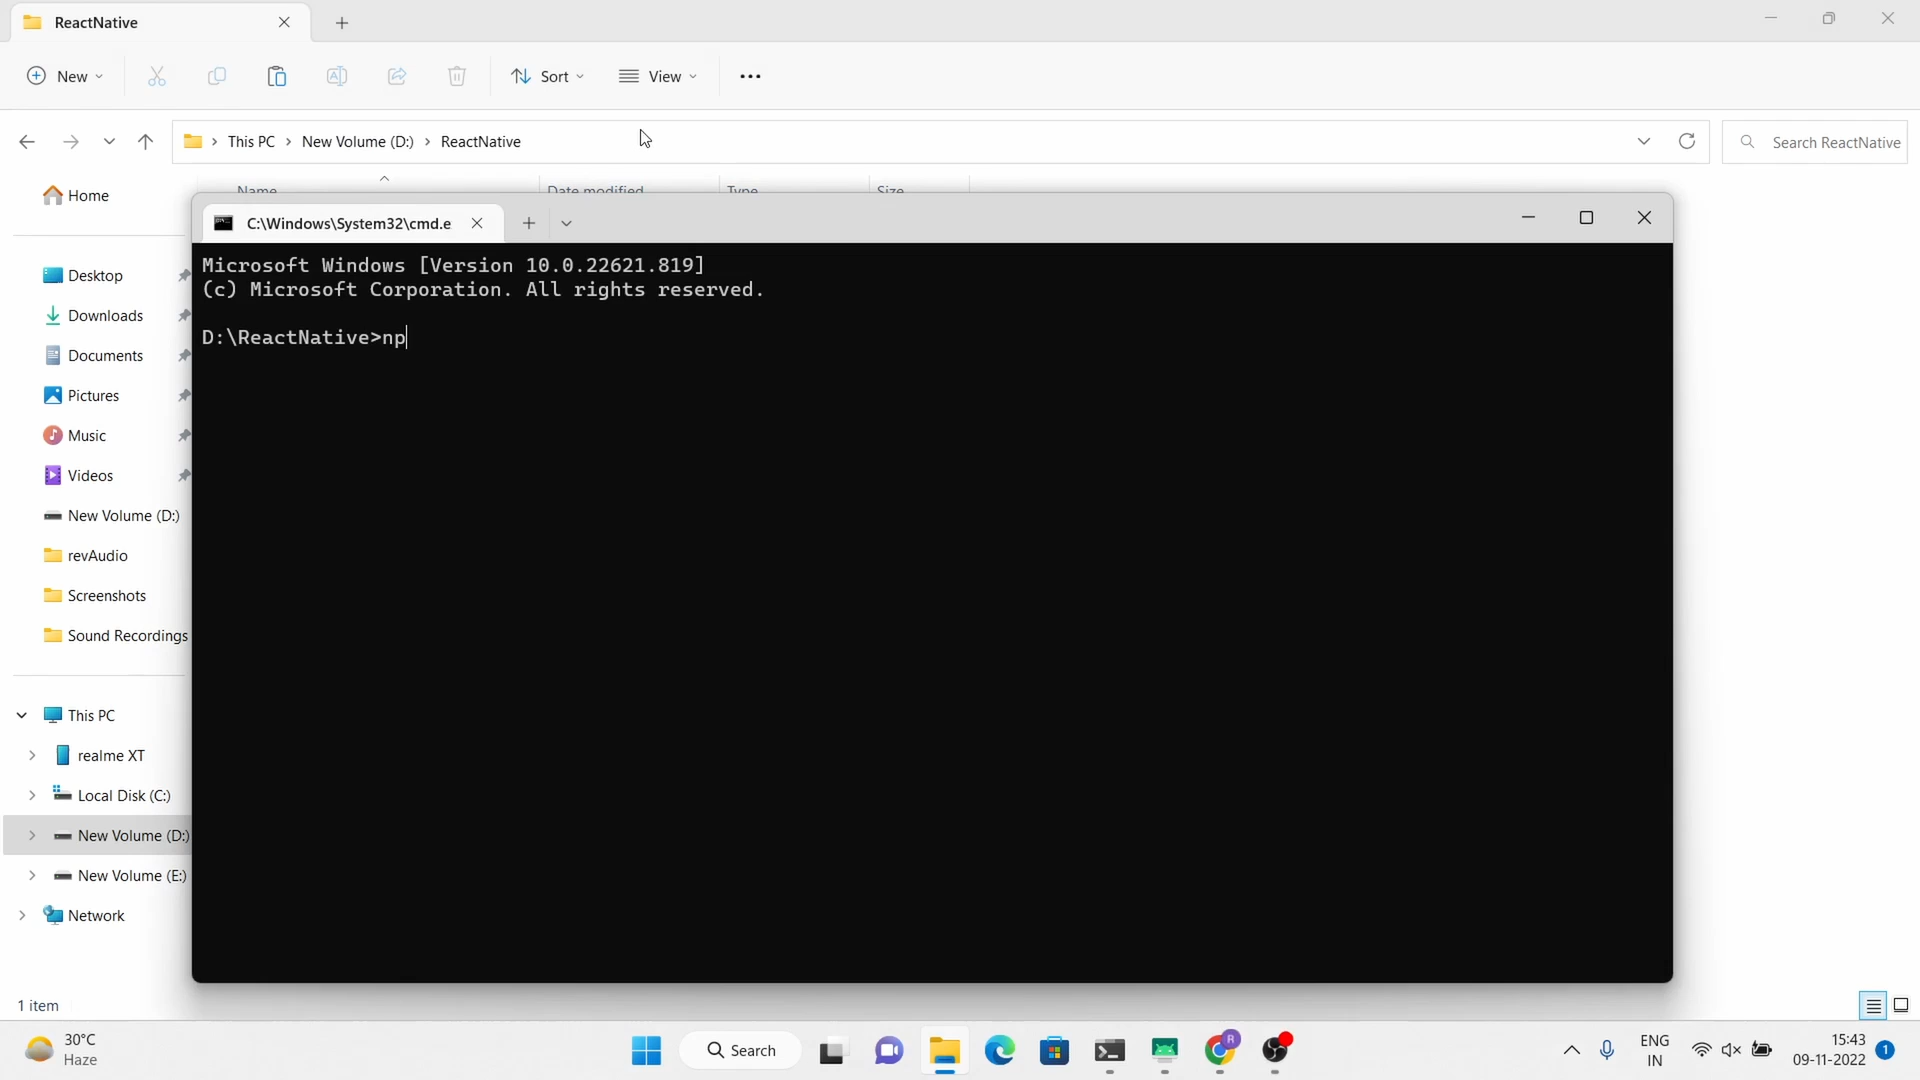 ReactNative
New
Sort
View
This PC
New Volume (D:)
ReactNative
Search ReactNative
Home
Name
Date modified
Type
Size
C:\Windows\System32\cmd.e
Microsoft Windows [Version 10.0.22621.819]
(c) Microsoft Corporation. All rights reserved.
D:\ReactNative>np
Desktop
Downloads
Documents
Pictures
Music
Videos
New Volume (D:)
revAudio
Screenshots
Sound Recordings
This PC
realme XT
Local Disk (C:)
New Volume (D:)
New Volume (E:)
Network
1 item
30°C
Haze
Search
R
ENG
IN
15:43
09-11-2022
1